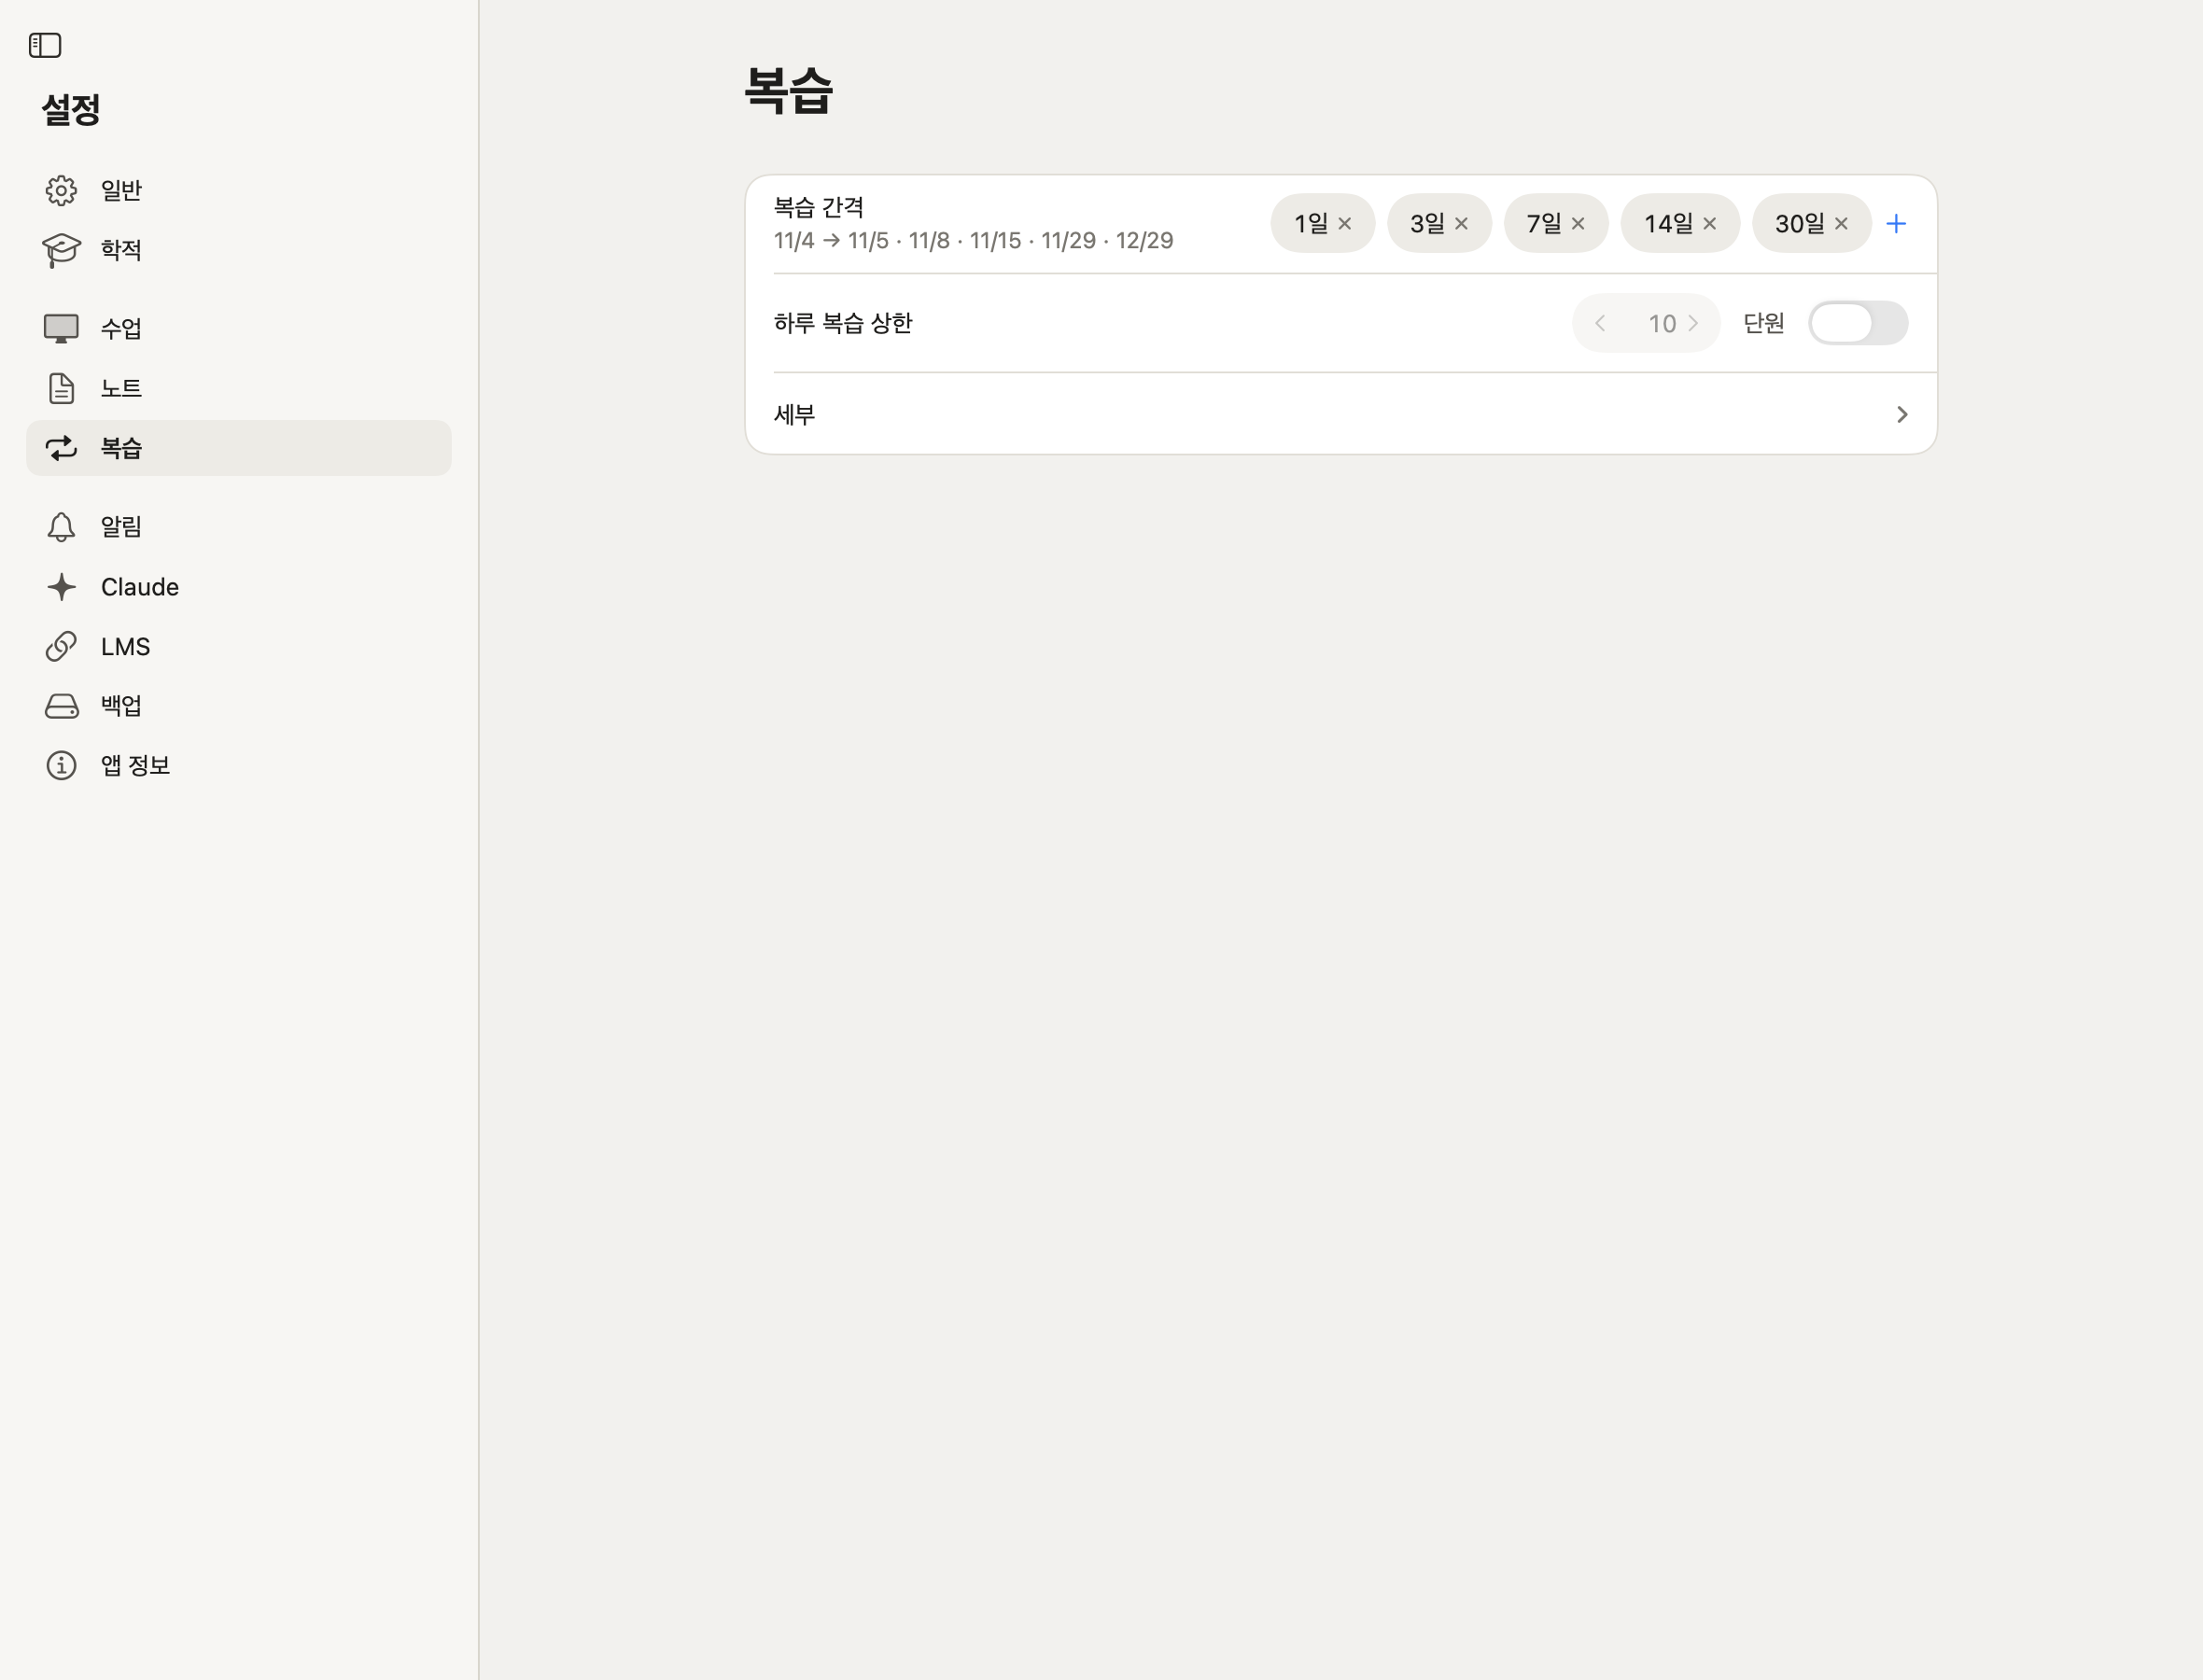 설정
일반
학적
수업
노트
복습
알림
Claude
LMS
백업
앱 정보
복습
복습 간격
11/4 → 11/5 · 11/8 · 11/15 · 11/29 · 12/29
1일 × 3일 × 7일 × 14일 × 30일 × +
하루 복습 상한
< 10 > 단원
세부 >